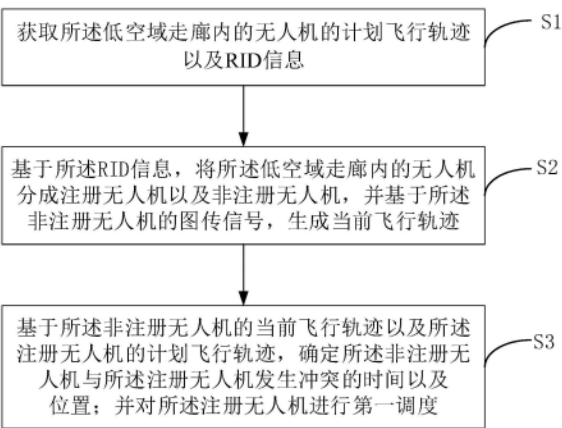 获取所述低空域走廊内的无人机的计划飞行轨迹
以及RID信息
S1
基于所述RID信息，将所述低空域走廊内的无人机
分成注册无人机以及非注册无人机，并基于所述
非注册无人机的图传信号，生成当前飞行轨迹
S2
基于所述非注册无人机的当前飞行轨迹以及所述
注册无人机的计划飞行轨迹，确定所述非注册无
人机与所述注册无人机发生冲突的时间以及
位置；并对所述注册无人机进行第一调度
S3